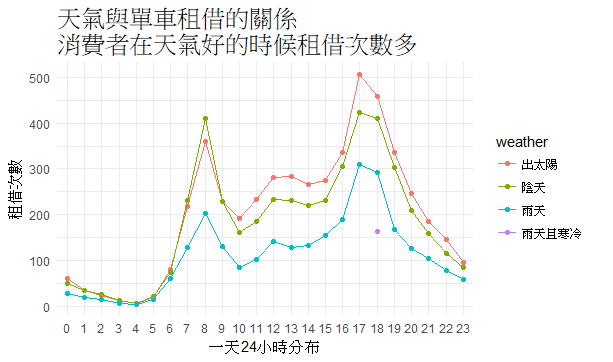 天氣與單車租借的關係
消費者在天氣好的時候租借次數多
500
400
300
200
100
0
租借次數
0 1 2 3 4 5 6 7 8 9 10 11 12 13 14 15 16 17 18 19 20 21 22 23
一天24小時分布
weather
出太陽
陰天
雨天
雨天且寒冷